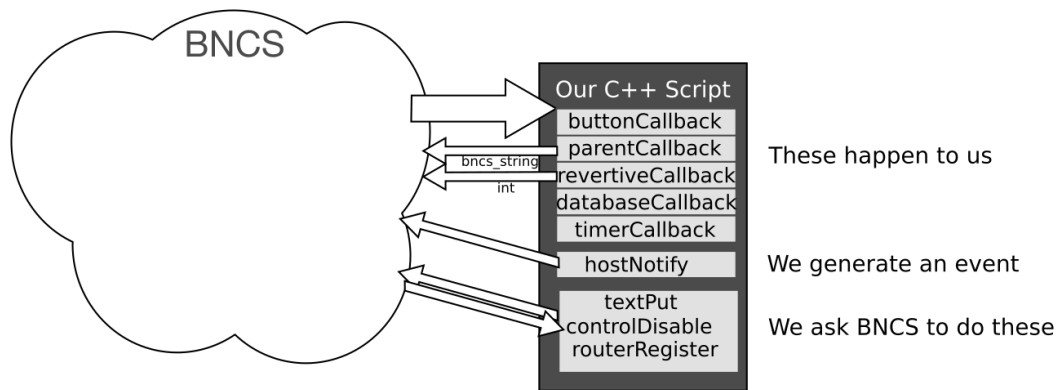 BNCS
Our C++ Script
buttonCallback
parentCallback
bncs_string
revertiveCallback
int
databaseCallback
timerCallback
These happen to us
hostNotify
We generate an event
textPut
controlDisable
routerRegister
We ask BNCS to do these